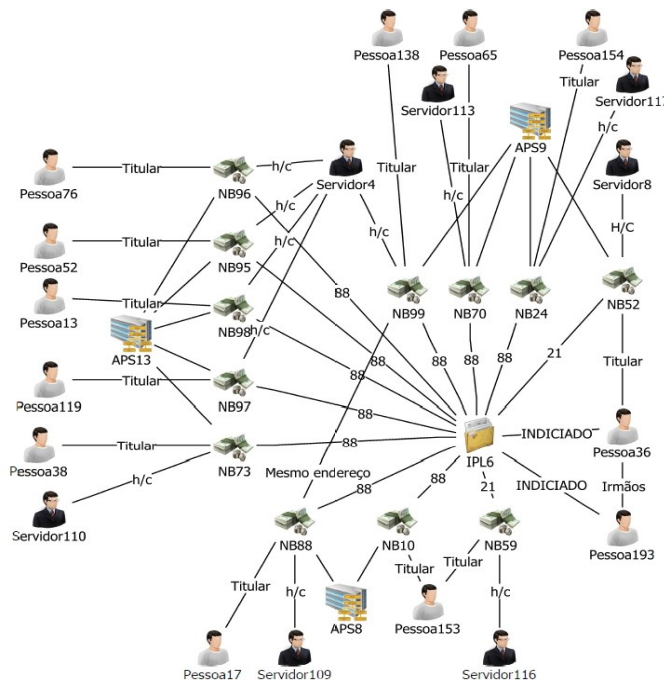 Pessoa138
Pessoa65
Pessoa154
Titular
Servidor113
Servidor117
APS9
h/c
Pessoa76
Titular
NB96
h/c
Servidor4
Titular
Titular
h/c
Servidor8
h/c
h/c
H/C
Pessoa52
Titular
NB95
h/c
Pessoa13
Titular
NB98
h/c
88
NB99
NB70
NB24
NB52
APS13
88
88
88
88
21
Titular
Pessoa119
Titular
NB97
88
88
Pessoa38
Titular
NB73
88
IPL6
INDICIADO
Pessoa36
h/c
Mesmo endereço
88
88
21
INDICIADO
Irmãos
Servidor110
NB88
NB10
NB59
Pessoa193
Titular
h/c
Titular
Titular
h/c
APS8
Pessoa153
Pessoa17
Servidor109
Servidor116